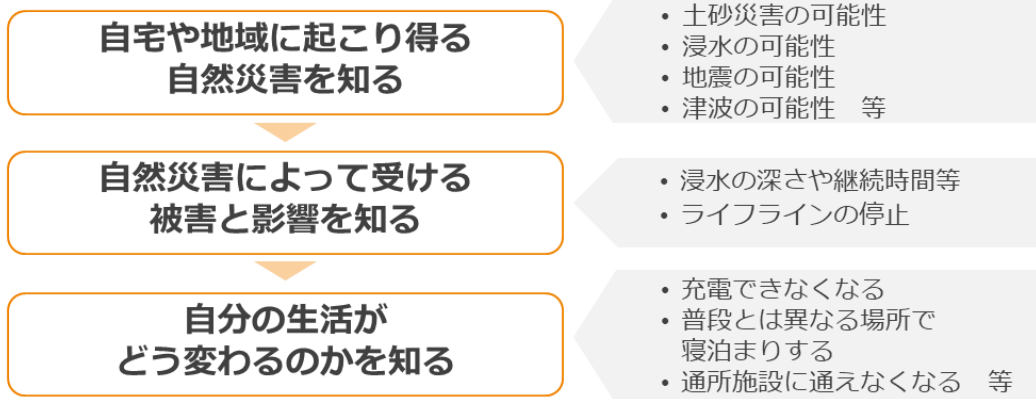 自宅や地域に起こり得る
自然災害を知る
• 土砂災害の可能性
• 浸水の可能性
• 地震の可能性
• 津波の可能性　等
自然災害によって受ける
被害と影響を知る
• 浸水の深さや継続時間等
• ライフラインの停止
自分の生活が
どう変わるのかを知る
• 充電できなくなる
• 普段とは異なる場所で
寝泊まりする
• 通所施設に通えなくなる　等